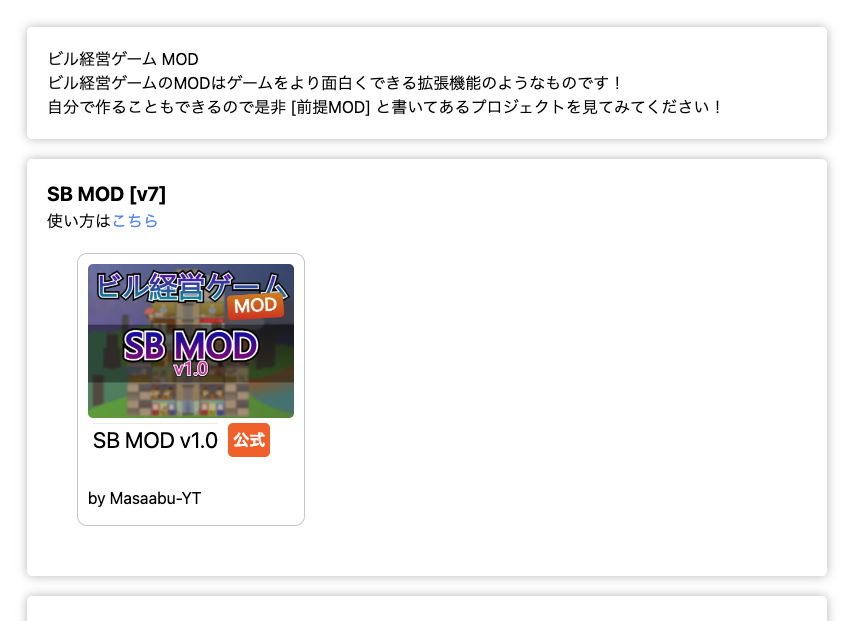 ビル経営ゲーム MOD
ビル経営ゲームのMODはゲームをより面白くできる拡張機能のようなものです！
自分で作ることもできるので是非 [前提MOD] と書いてあるプロジェクトを見てみてください！
SB MOD [v7]
使い方はこちら
ビル経営ゲーム
MOD
SB MOD
v1.0
SB MOD v1.0 公式
by Masaabu-YT